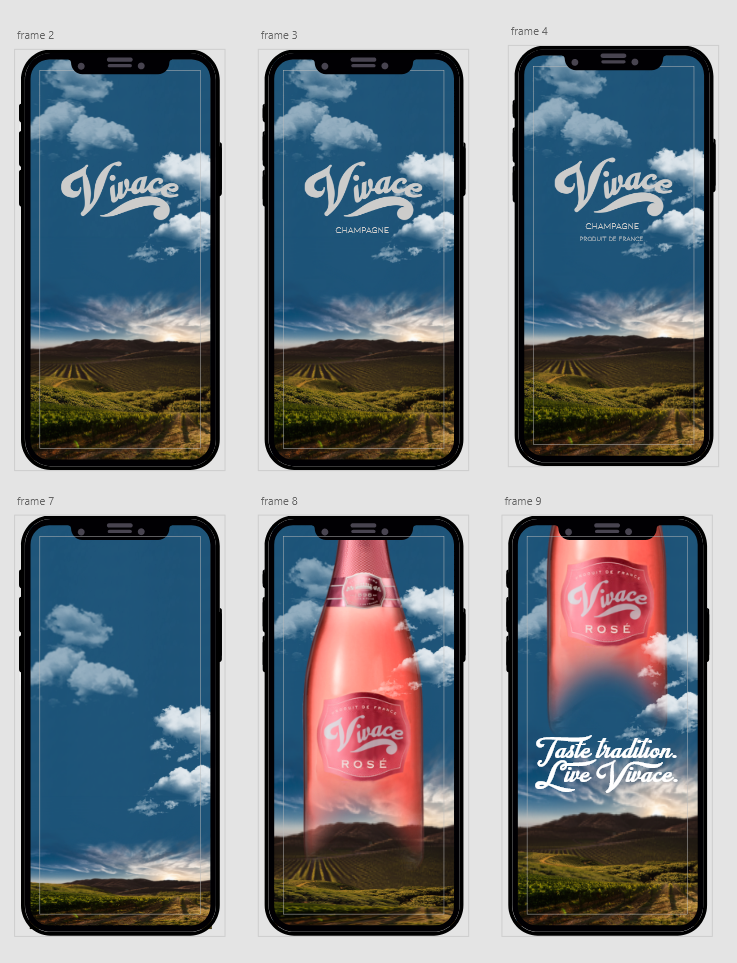 frame 2
frame 3
frame 4
Vivace
Vivace
CHAMPAGNE
Vivace
CHAMPAGNE
PRODUIT DE FRANCE
frame 7
frame 8
frame 9
PRODUIT DE FRANCE
Vivace
ROSÉ
PRODUIT DE FRANCE
Vivace
ROSÉ
Taste tradition.
Live Vivace.